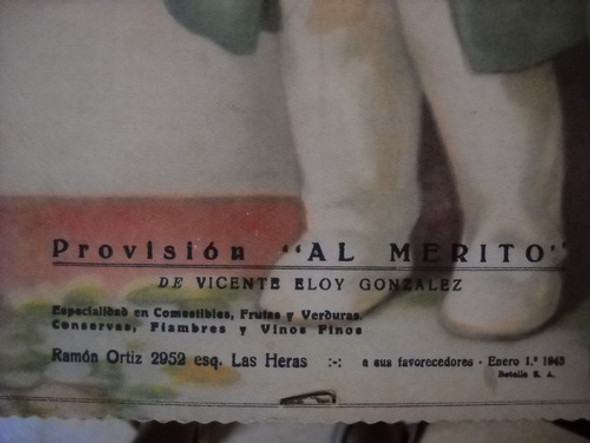 Provisión "AL MERITO"
DE VICENTE ELOY GONZALEZ
Especialidad en Comestibles, Frutas y Verduras.
Conservas, Fiambres y Vinos Finos
Ramón Ortiz 2952 esq. Las Heras :-: a sus favorecedores - Enero 1.º 1943
S. A.